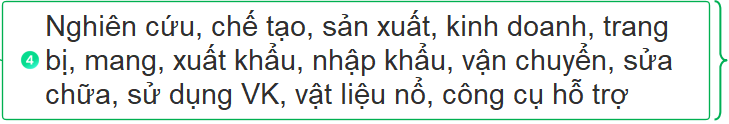 Nghiên cứu, chế tạo, sản xuất, kinh doanh, trang
4 bị, mang, xuất khẩu, nhập khẩu, vận chuyển, sửa
chữa, sử dụng VK, vật liệu nổ, công cụ hỗ trợ